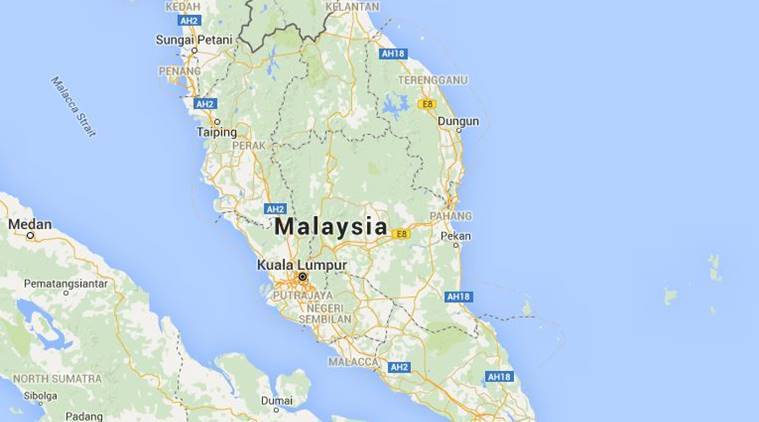 KEDAH
KELANTAN
AH2
Sungai Petani
AH18
PENANG
TERENGGANU
Malacca Strait
AH2
E8
Dungun
Taiping
PERAK
AH2
PAHANG
Medan
Malaysia
E8
Pekan
Kuala Lumpur
Pematangsiantar
PUTRAJAYA
AH18
NEGERI
SEMBILAN
MALACCA
AH2
NORTH SUMATRA
AH18
Sibolga
Dumai
Padang